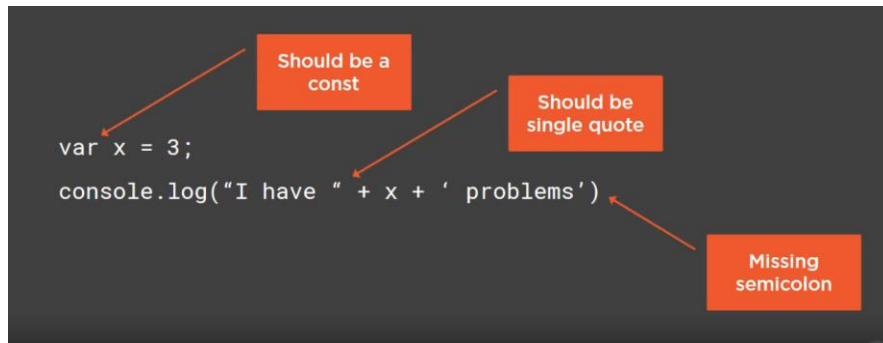 Should be a
const
Should be
single quote
var x = 3;
console.log(“I have “ + x + ‘ problems’)
Missing
semicolon